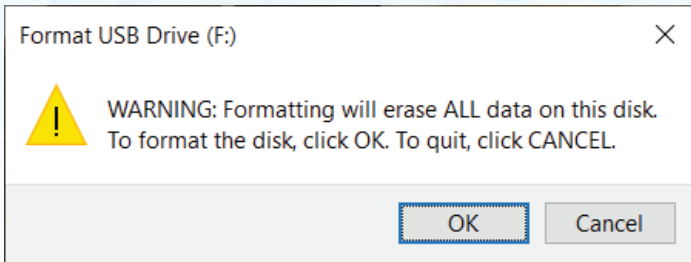 Format USB Drive (F:)
WARNING: Formatting will erase ALL data on this disk.
To format the disk, click OK. To quit, click CANCEL.
OK
Cancel